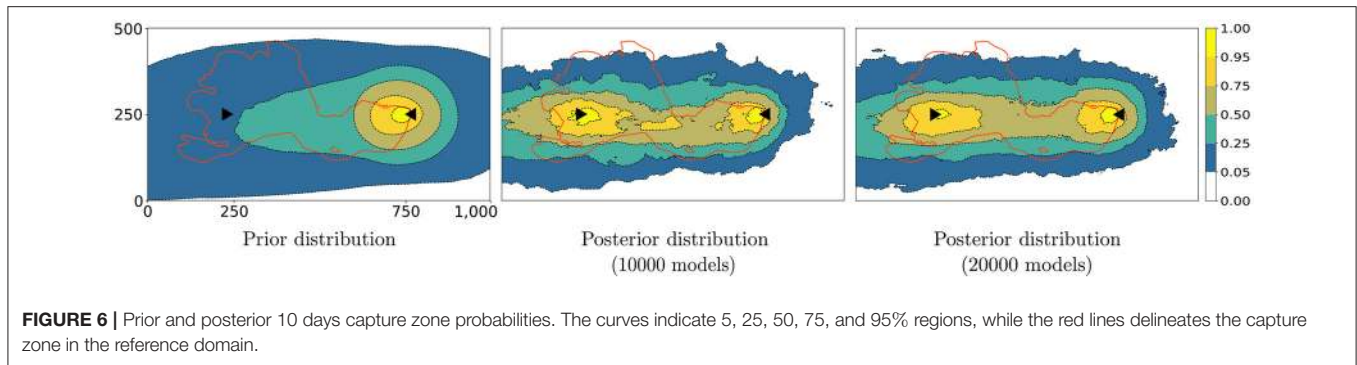 500
250
0
0
250
750
1,000
Prior distribution
Posterior distribution
(10000 models)
Posterior distribution
(20000 models)
1.00
0.95
0.75
0.50
0.25
0.05
0.00
FIGURE 6 | Prior and posterior 10 days capture zone probabilities. The curves indicate 5, 25, 50, 75, and 95% regions, while the red lines delineates the capture
zone in the reference domain.